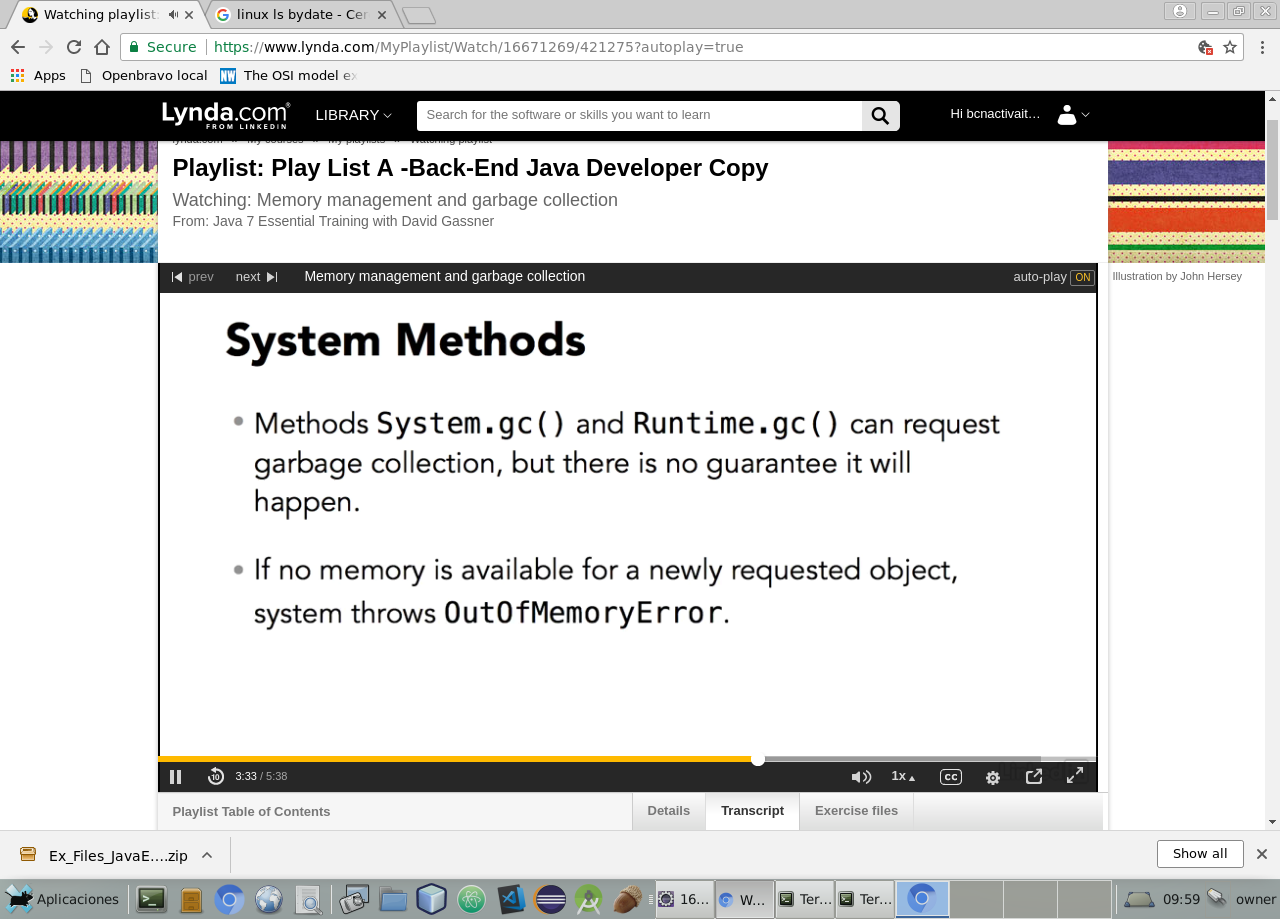 Watching playlist:
linux ls bydate - Cer
Secure
https://www.lynda.com/MyPlaylist/Watch/16671269/421275?autoplay=true
Apps
Openbravo local
NW
The OSI model ex
Lynda.com®
FROM LINKEDIN
LIBRARY
Search for the software or skills you want to learn
Hi bcnactivait…
Playlist: Play List A -Back-End Java Developer Copy
Watching: Memory management and garbage collection
From: Java 7 Essential Training with David Gassner
Illustration by John Hersey
prev
next
Memory management and garbage collection
auto-play ON
System Methods
• Methods System.gc() and Runtime.gc() can request
garbage collection, but there is no guarantee it will
happen.
• If no memory is available for a newly requested object,
system throws OutOfMemoryError.
10
3:33 / 5:38
1x
CC
Playlist Table of Contents
Details
Transcript
Exercise files
Ex_Files_JavaE….zip
Show all
Aplicaciones
16...
W...
Ter...
Ter...
09:59
owner